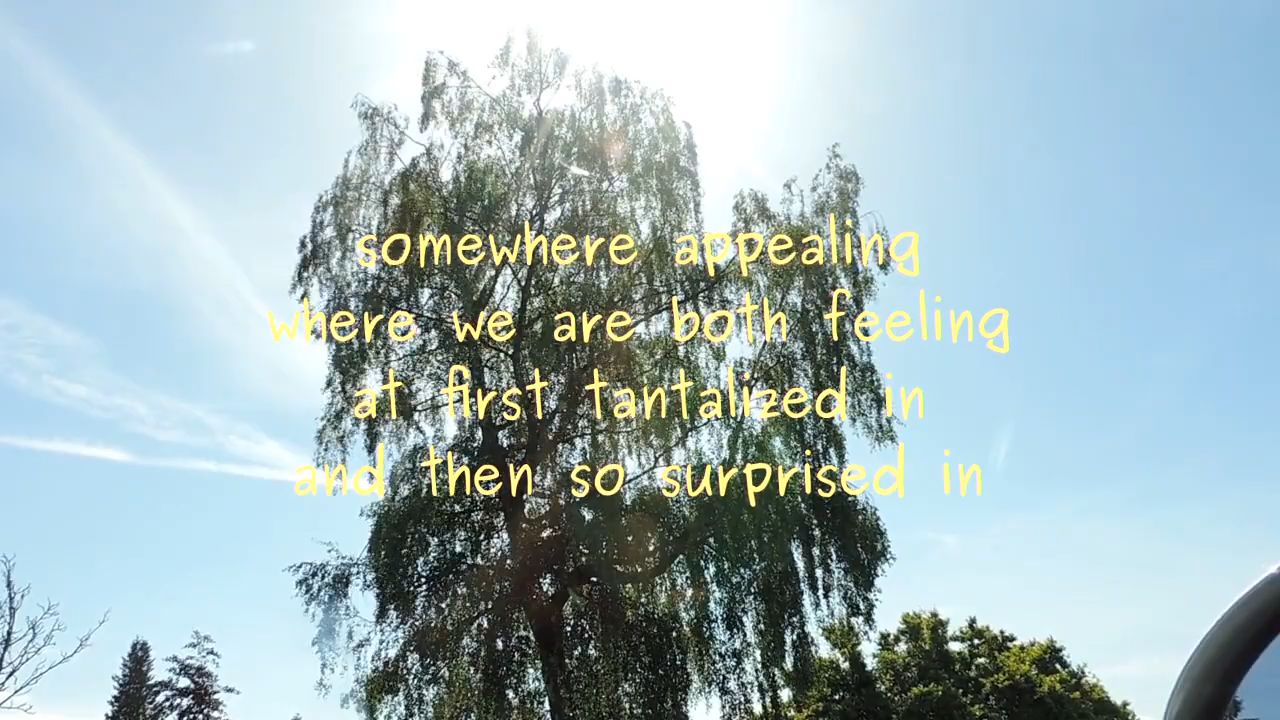 somewhere appealing
where we are both feeling
at first tantalized in
and then so surprised in